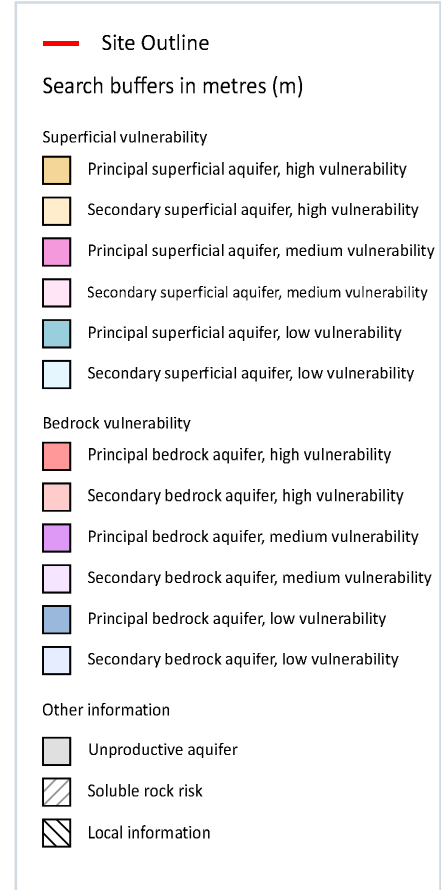 Site Outline
Search buffers in metres (m)
Superficial vulnerability
Principal superficial aquifer, high vulnerability
Secondary superficial aquifer, high vulnerability
Principal superficial aquifer, medium vulnerability
Secondary superficial aquifer, medium vulnerability
Principal superficial aquifer, low vulnerability
Secondary superficial aquifer, low vulnerability
Bedrock vulnerability
Principal bedrock aquifer, high vulnerability
Secondary bedrock aquifer, high vulnerability
Principal bedrock aquifer, medium vulnerability
Secondary bedrock aquifer, medium vulnerability
Principal bedrock aquifer, low vulnerability
Secondary bedrock aquifer, low vulnerability
Other information
Unproductive aquifer
Soluble rock risk
Local information